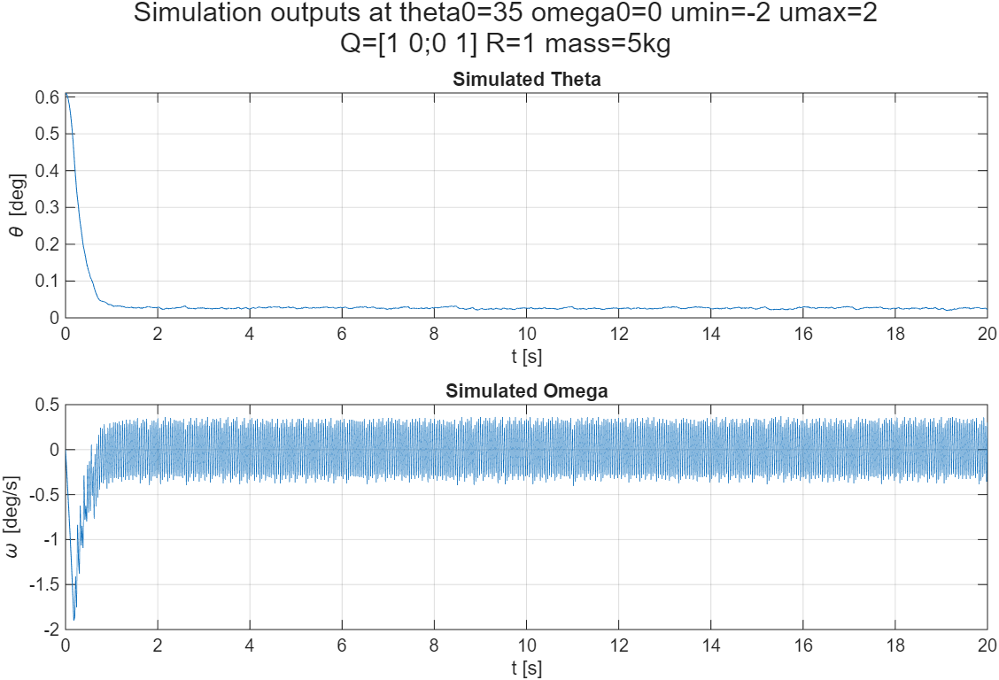 Simulation outputs at theta0=35 omega0=0 umin=-2 umax=2
Q=[1 0;0 1] R=1 mass=5kg
Simulated Theta
0.6
0.5
0.4
0.3
0.2
0.1
0
θ [deg]
0 2 4 6 8 10 12 14 16 18 20
t [s]
Simulated Omega
0.5
0
-0.5
-1
-1.5
-2
ω [deg/s]
0 2 4 6 8 10 12 14 16 18 20
t [s]